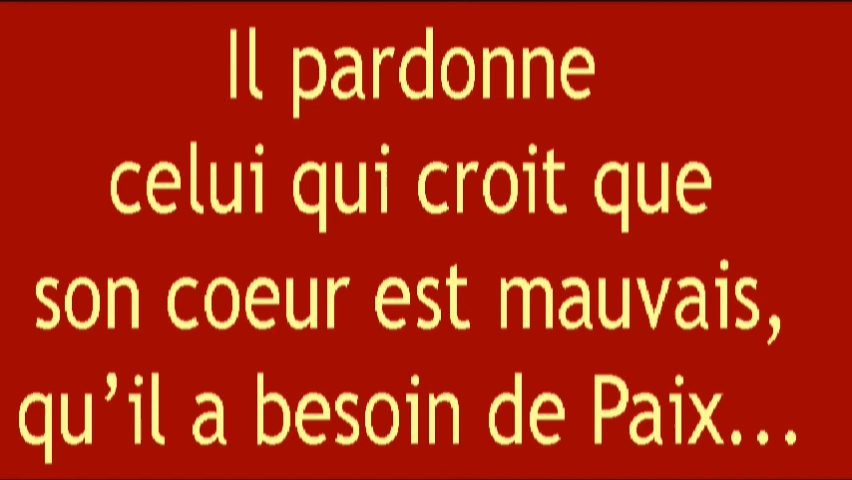 Il pardonne
celui qui croit que
son coeur est mauvais,
qu’il a besoin de Paix...